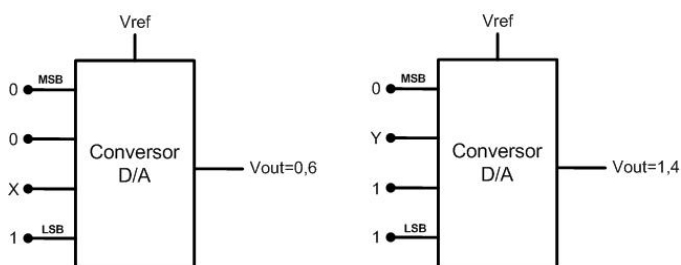 Vref
0 MSB
0
X
1 LSB
Conversor
D/A
Vout=0,6
Vref
0 MSB
Y
1
1 LSB
Conversor
D/A
Vout=1,4